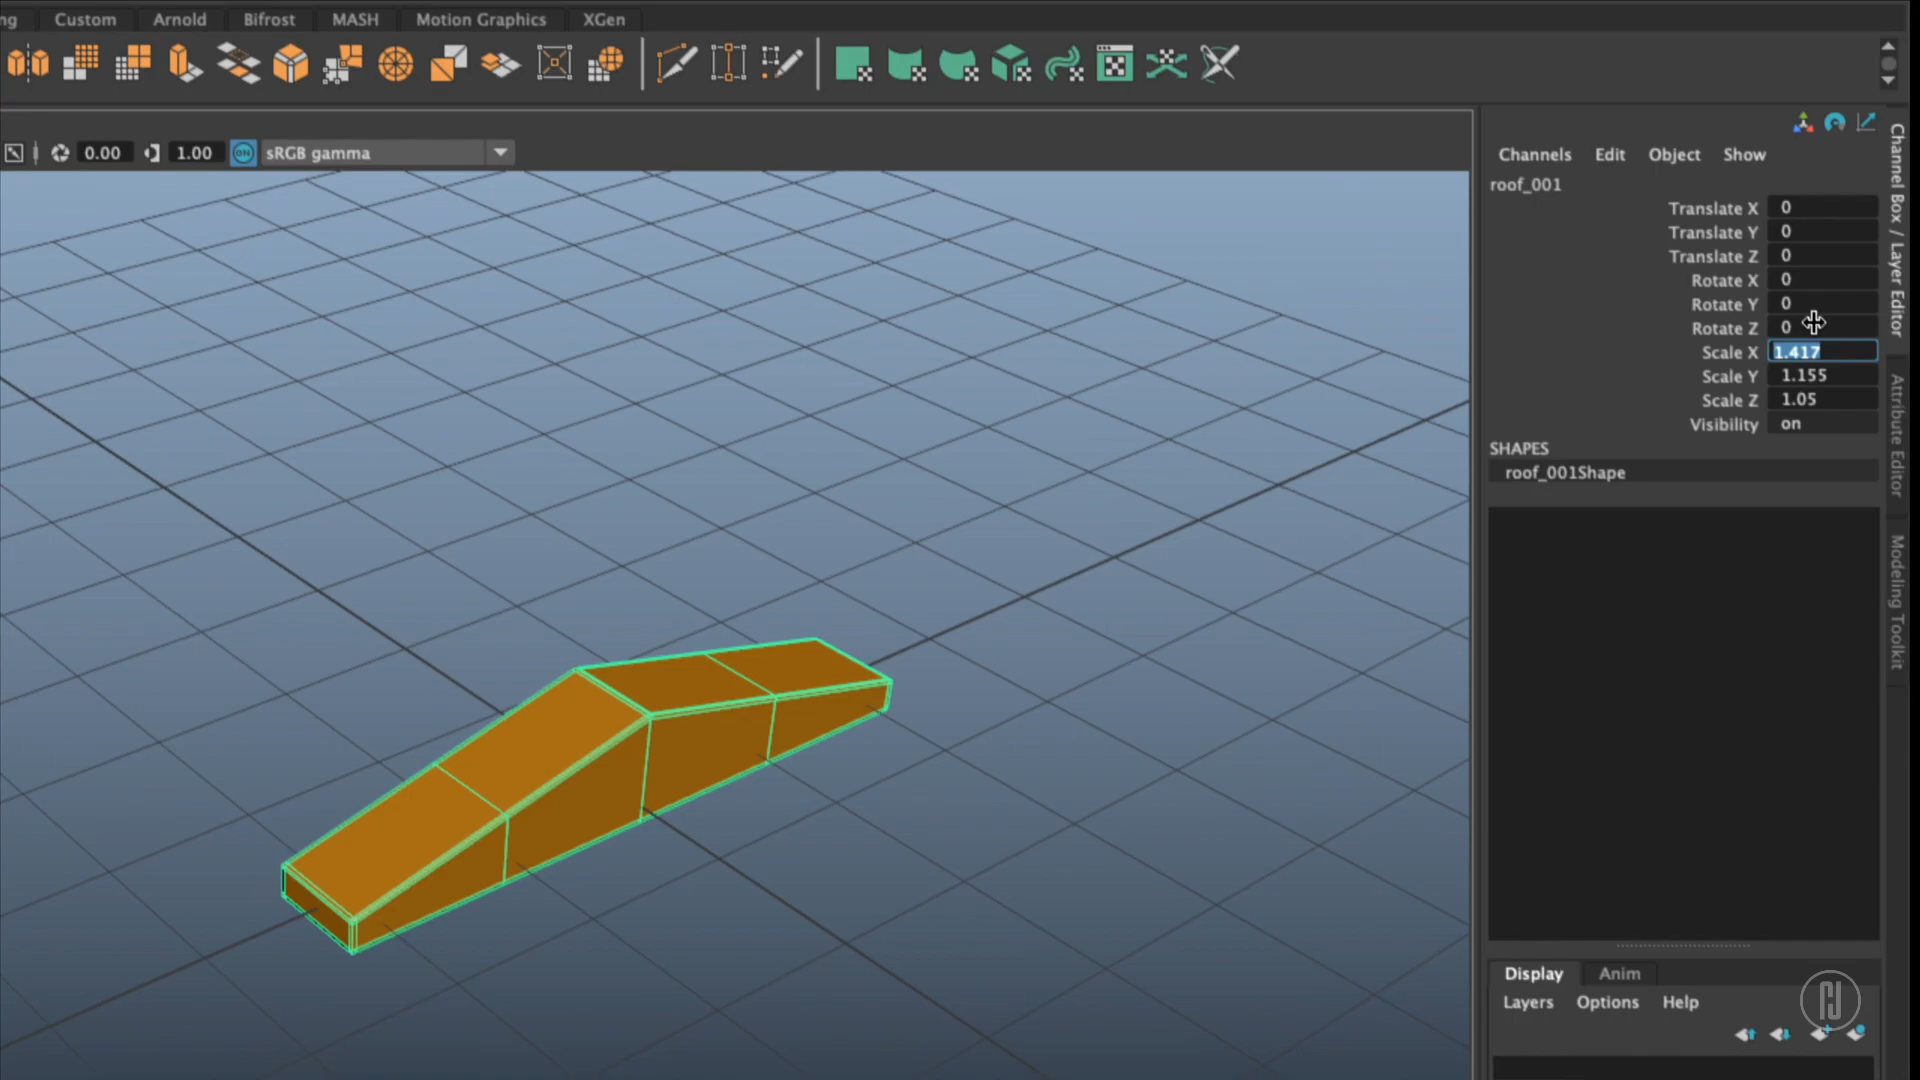 ng Custom Arnold Bifrost MASH Motion Graphics XGen
0.00 1.00 ON sRGB gamma
Channels Edit Object Show
roof_001
Translate X 0
Translate Y 0
Translate Z 0
Rotate X 0
Rotate Y 0
Rotate Z 0
Scale X 1.417
Scale Y 1.155
Scale Z 1.05
Visibility on
SHAPES
roof_001Shape
Display Anim
Layers Options Help
Channel Box / Layer Editor
Attribute Editor
Modeling Toolkit